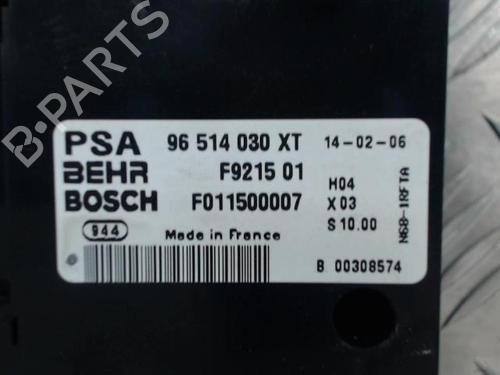 PSA 96 514 030 XT 14-02-06
BEHR F9215 01 H04
BOSCH F011500007 X03
S 10.00
944 Made in France
B 00308574
N68-1RFTA
B-PARTS